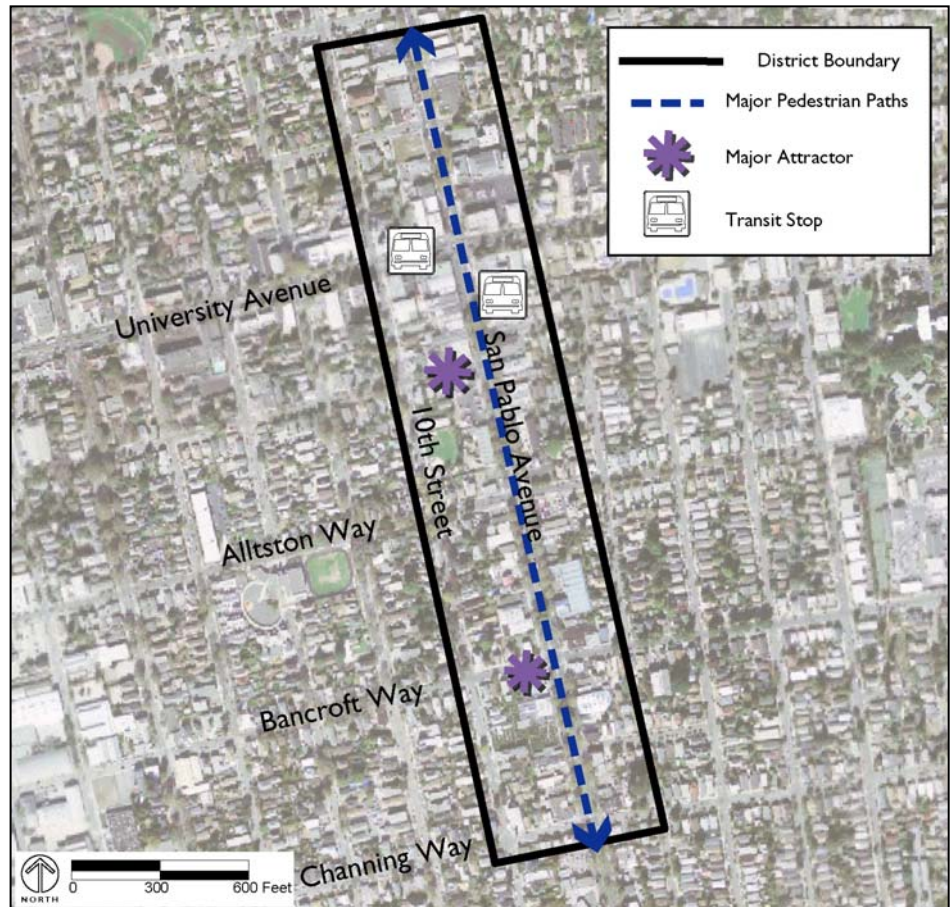 District Boundary
Major Pedestrian Paths
Major Attractor
Transit Stop
University Avenue
San Pablo Avenue
10th Street
Alltston Way
Bancroft Way
Channing Way
NORTH
0 300 600 Feet